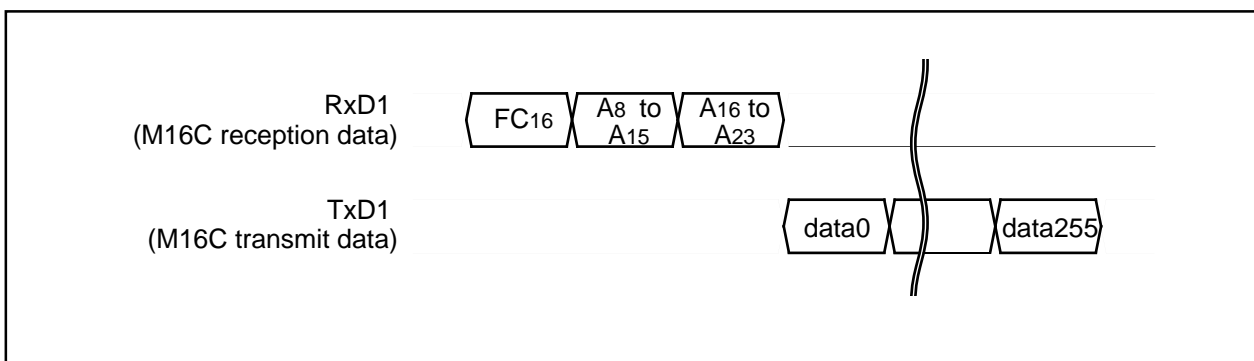 RxD1
(M16C reception data)
FC16
A8 to
A15
A16 to
A23
TxD1
(M16C transmit data)
data0
data255